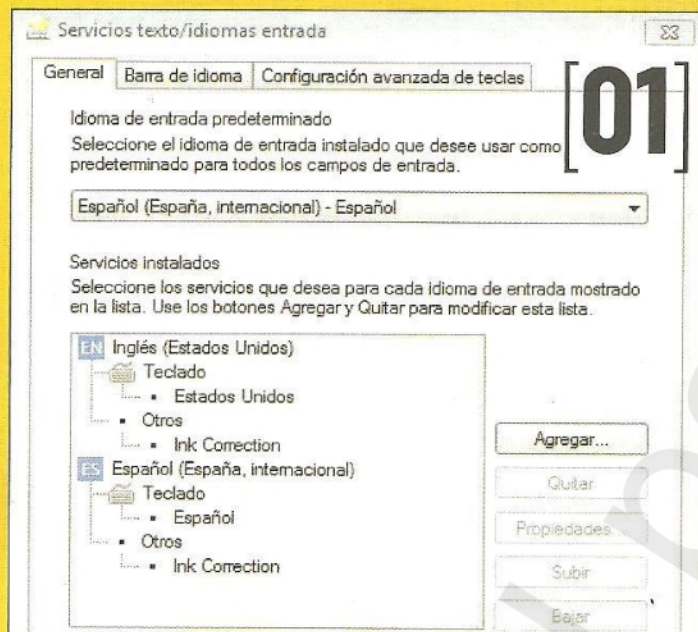 Servicios texto/idiomas entrada
General Barra de idioma Configuración avanzada de teclas
[01]
Idioma de entrada predeterminado
Seleccione el idioma de entrada instalado que desee usar como
predeterminado para todos los campos de entrada.
Español (España, internacional) - Español
Servicios instalados
Seleccione los servicios que desea para cada idioma de entrada mostrado
en la lista. Use los botones Agregar y Quitar para modificar esta lista.
EN Inglés (Estados Unidos)
Teclado
Estados Unidos
Otros
Ink Correction
ES Español (España, internacional)
Teclado
Español
Otros
Ink Correction
Agregar...
Quitar
Propiedades...
Subir
Bajar